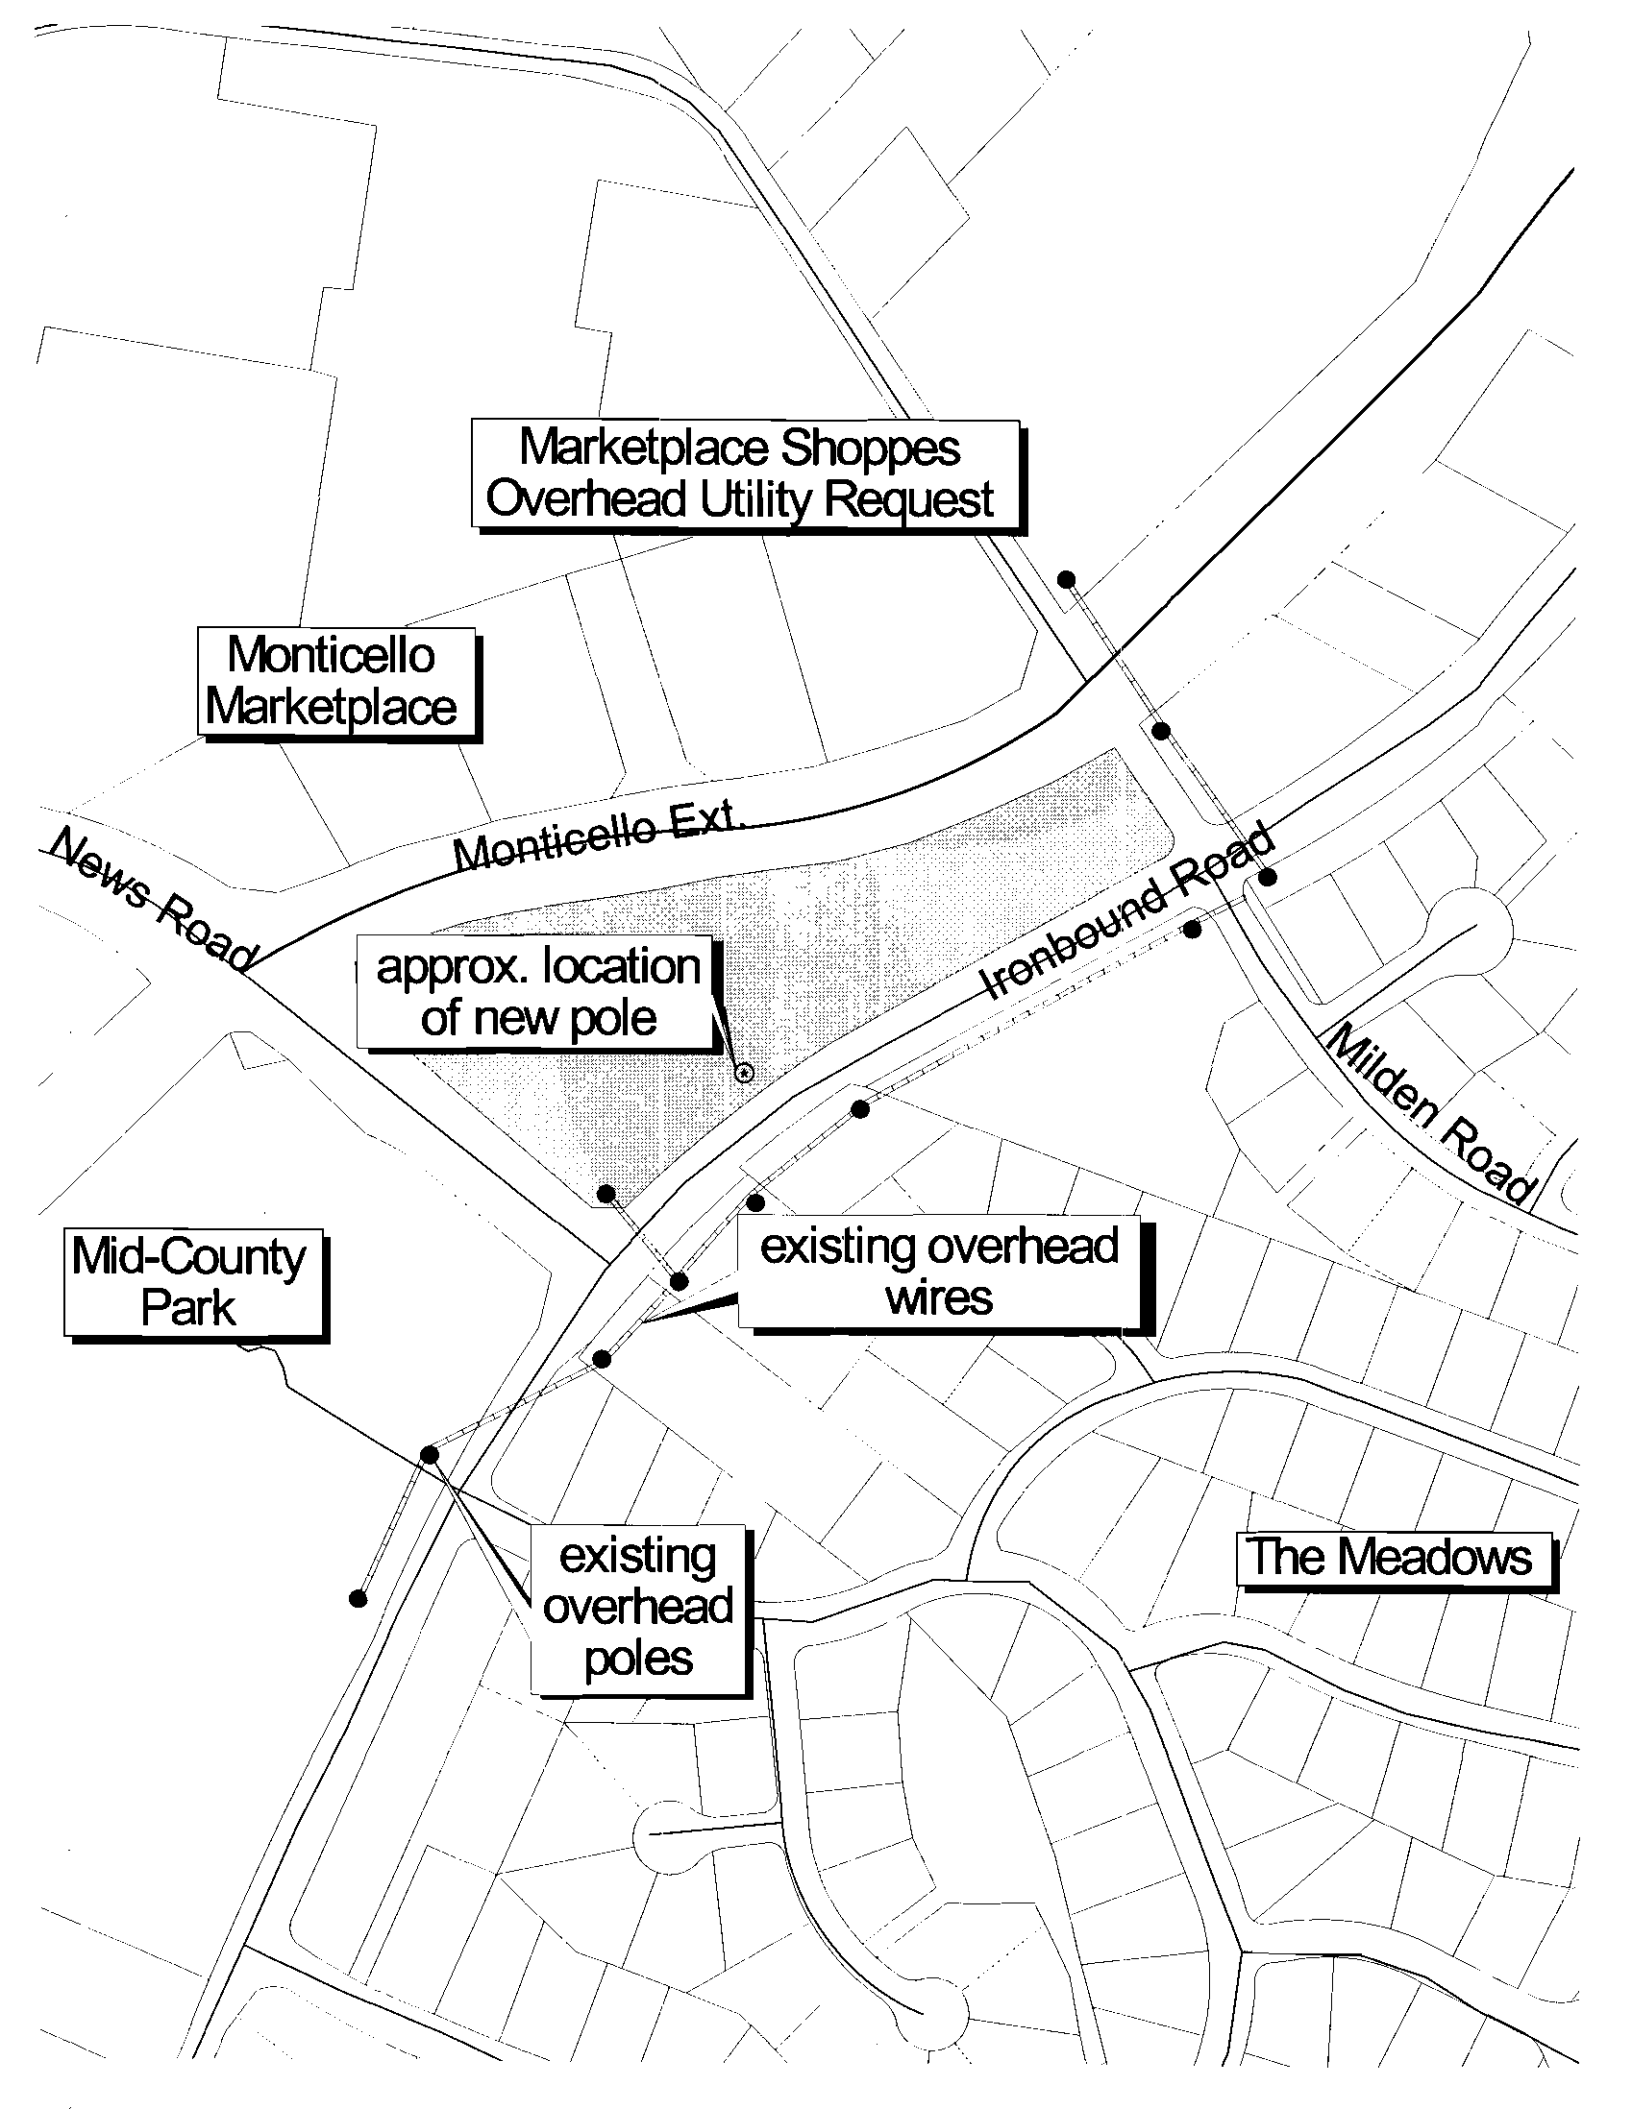 Marketplace Shoppes
Overhead Utility Request
Monticello
Marketplace
Monticello Ext.
News Road
Ironbound Road
approx. location
of new pole
Milden Road
Mid-County
Park
existing overhead
wires
existing
overhead
poles
The Meadows